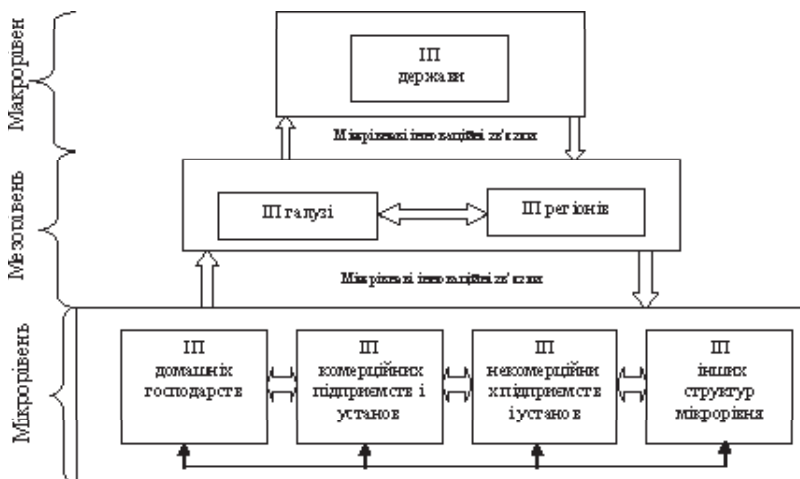 Макрорівен
ІП
держави
Міжрівневі інноваційні зв'язки
Мезорівень
ІП галузі
ІП регіонів
Міжрівневі інноваційні зв'язки
Мікрорівень
ІП
домашніх
господарств
ІП
комерційних
підприємств і
установ
ІП
некомерційни
х підприємств
і установ
ІП
інших
структур
мікрорівня